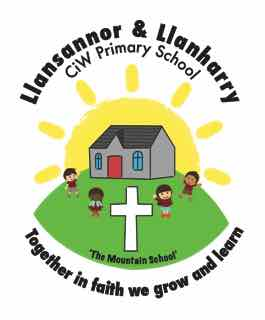 Llansannor & Llanharry
CiW Primary School
'The Mountain School'
Together in faith we grow and learn